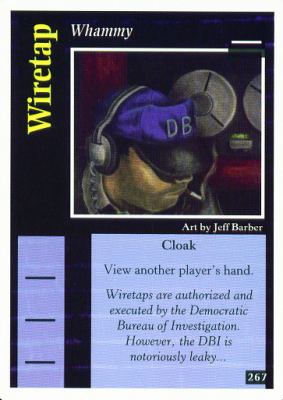 Wiretap
Whammy
DB
Art by Jeff Barber
Cloak
View another player's hand.
Wiretaps are authorized and
executed by the Democratic
Bureau of Investigation.
However, the DBI is
notoriously leaky...
267